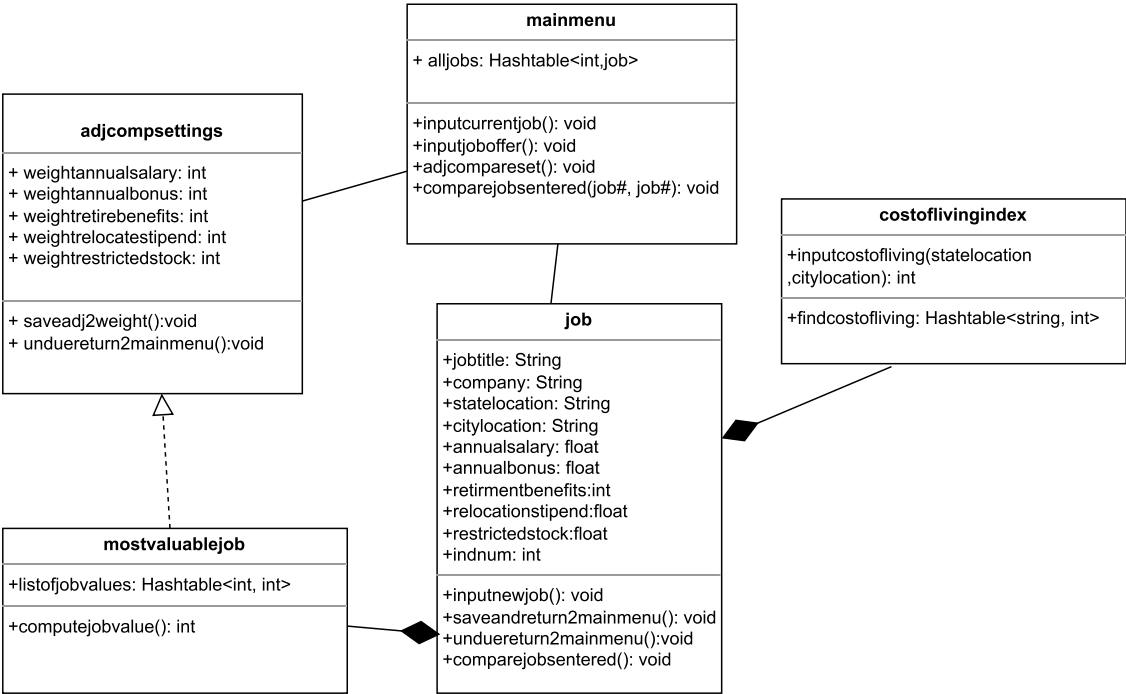 mainmenu
+ alljobs: Hashtable<int,job>
+inputcurrentjob(): void
+inputjoboffer(): void
+adjcompareset(): void
+comparejobsentered(job#, job#): void
adjcompsettings
+ weightannualsalary: int
+ weightannualbonus: int
+ weightretirebenefits: int
+ weightrelocatestipend: int
+ weightrestrictedstock: int
+ saveadj2weight():void
+ unduereturn2mainmenu():void
costoflivingindex
+inputcostofliving(statelocation
,citylocation): int
+findcostofliving: Hashtable<string, int>
job
+jobtitle: String
+company: String
+statelocation: String
+citylocation: String
+annualsalary: float
+annualbonus: float
+retirmentbenefits:int
+relocationstipend:float
+restrictedstock:float
+indnum: int
+inputnewjob(): void
+saveandreturn2mainmenu(): void
+unduereturn2mainmenu():void
+comparejobsentered(): void
mostvaluablejob
+listofjobvalues: Hashtable<int, int>
+computejobvalue(): int